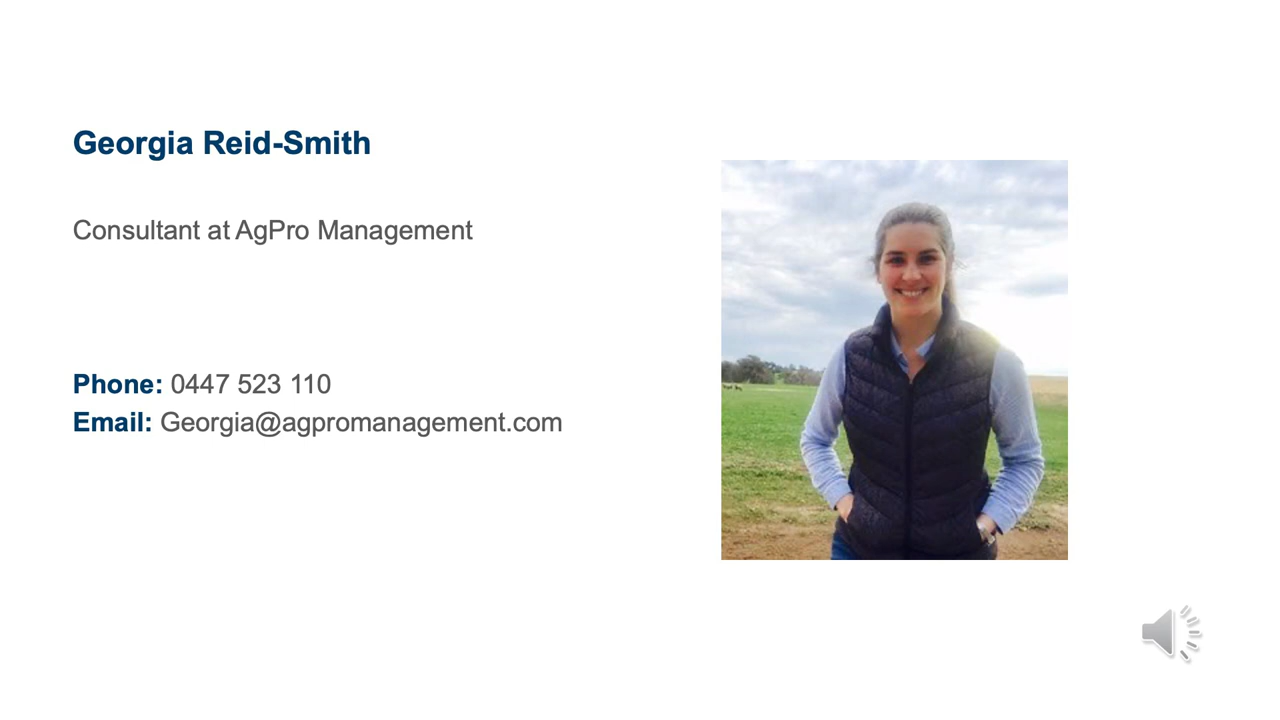 Georgia Reid-Smith
Consultant at AgPro Management
Phone: 0447 523 110
Email: Georgia@agpromanagement.com